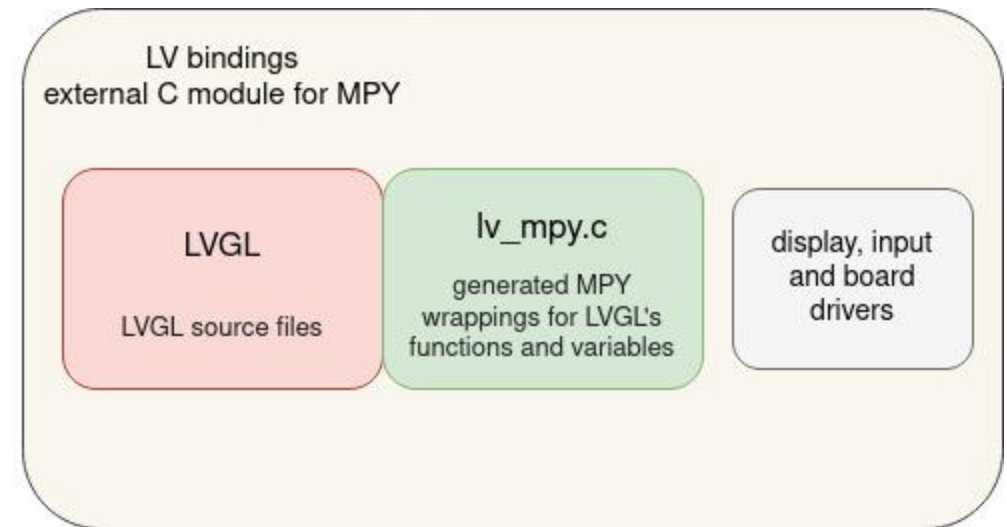 LV bindings
external C module for MPY
LVGL
LVGL source files
lv_mpy.c
generated MPY
wrappings for LVGL's
functions and variables
display, input
and board
drivers